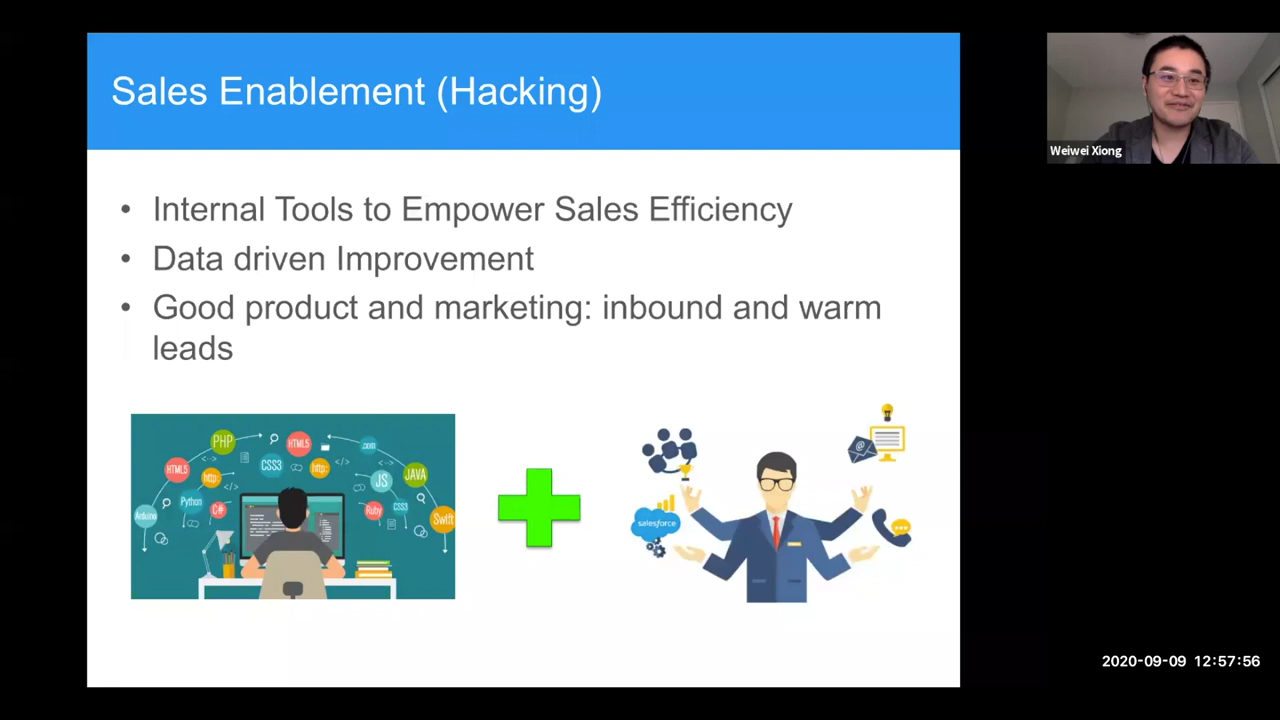 Sales Enablement (Hacking)
Weiwei Xiong
• Internal Tools to Empower Sales Efficiency
• Data driven Improvement
• Good product and marketing: inbound and warm
leads
PHP
HTML5
.com
HTML5
CSS3
http:
http:
JS
JAVA
Python
C#
Ruby
CSS3
Arduino
Swift
@
salesforce
2020-09-09 12:57:56